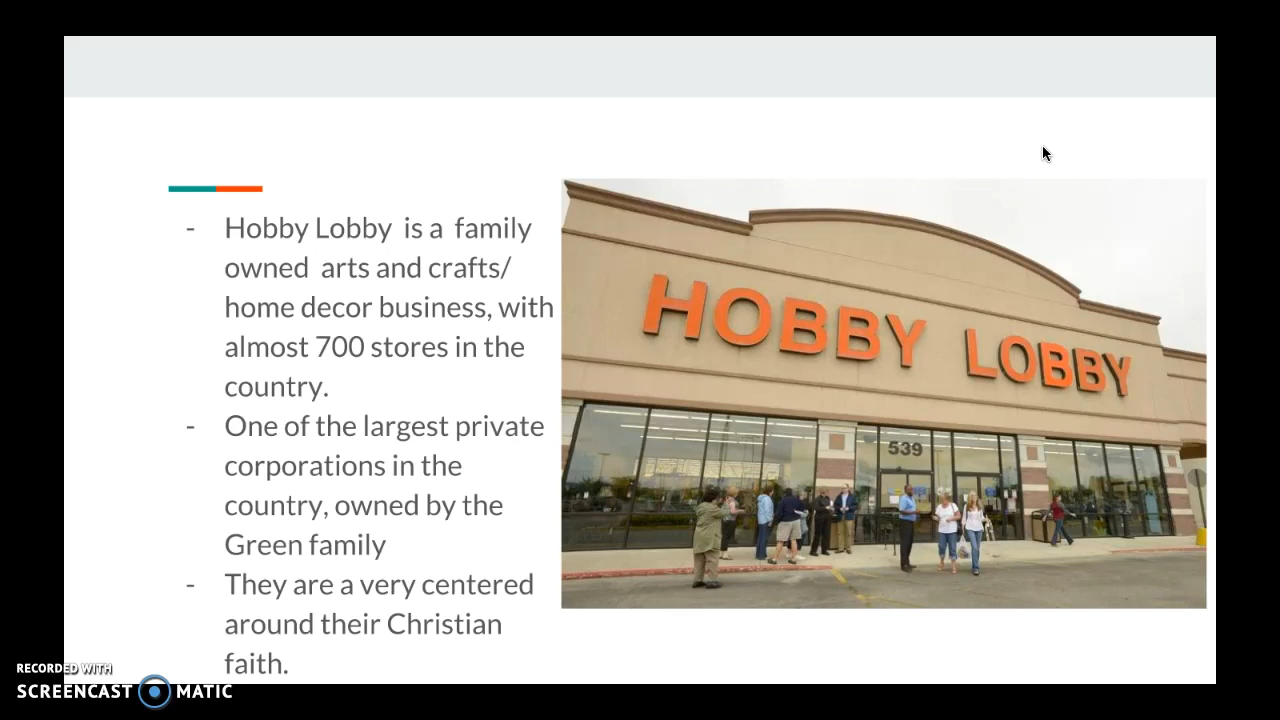 - Hobby Lobby is a family
owned arts and crafts/
home decor business, with
almost 700 stores in the
country.
- One of the largest private
corporations in the
country, owned by the
Green family
- They are a very centered
around their Christian
faith.
HOBBY LOBBY
539
RECORDED WITH
SCREENCAST MATIC